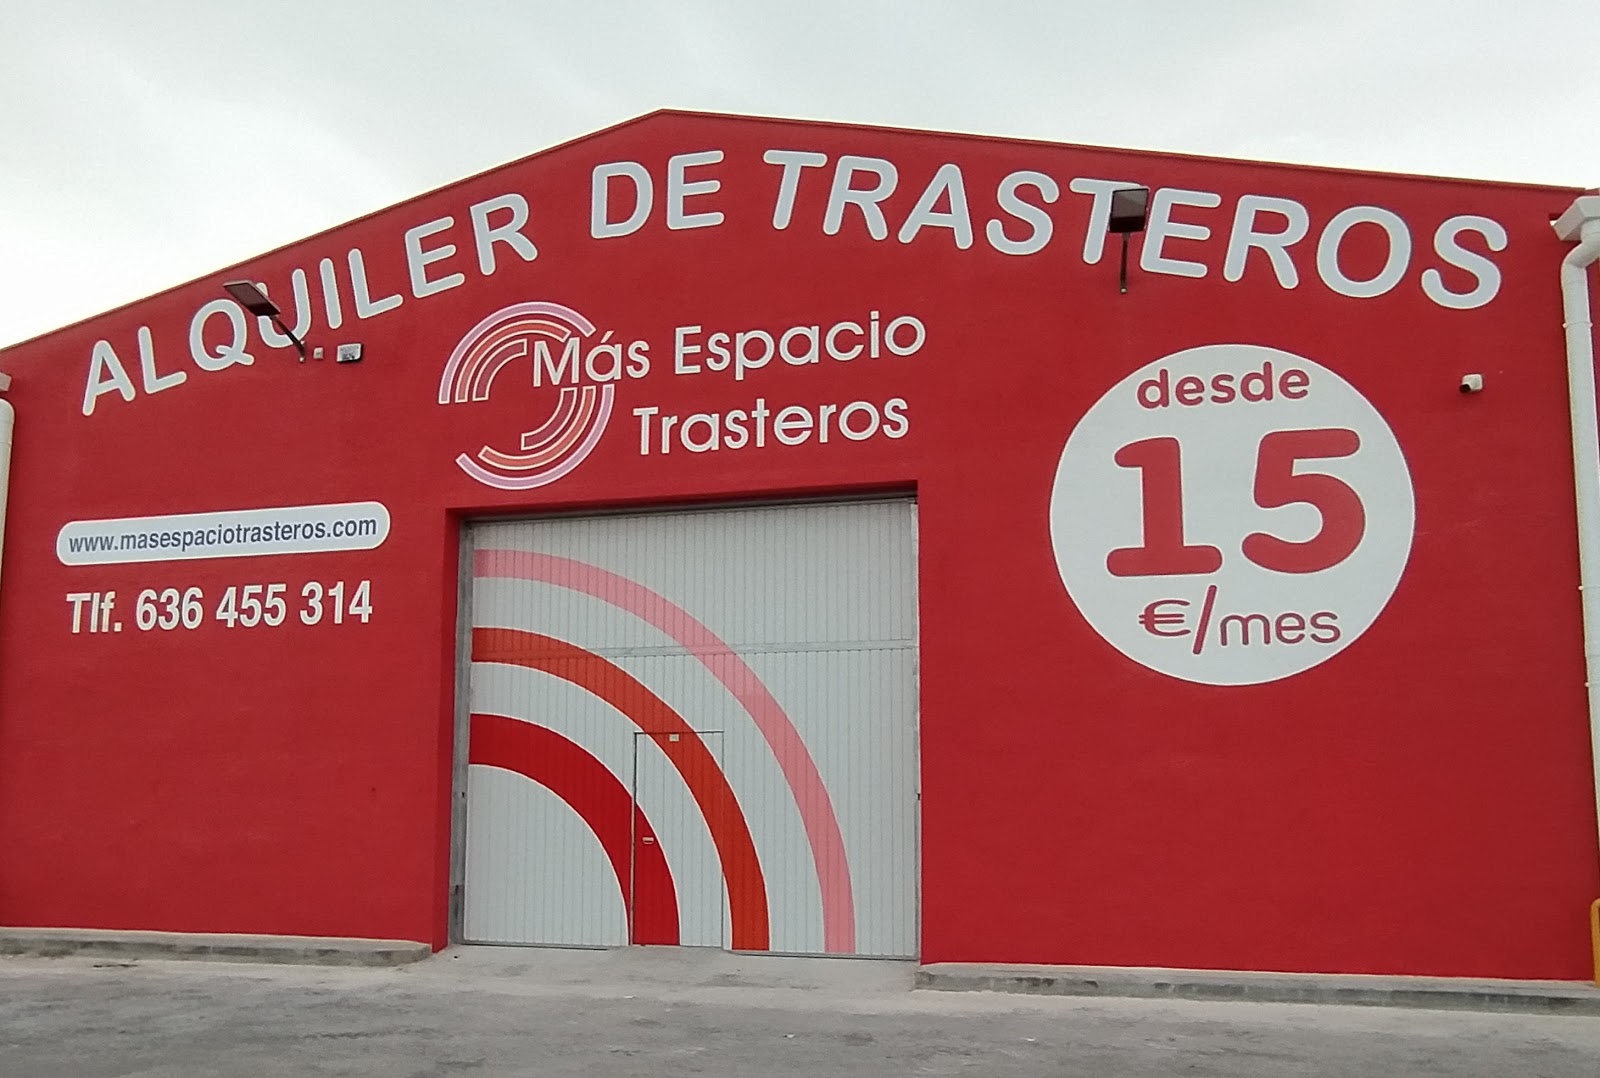 ALQUILER DE TRASTEROS
Más Espacio
Trasteros
www.masespaciotrasteros.com
Tlf. 636 455 314
desde
15
€/mes